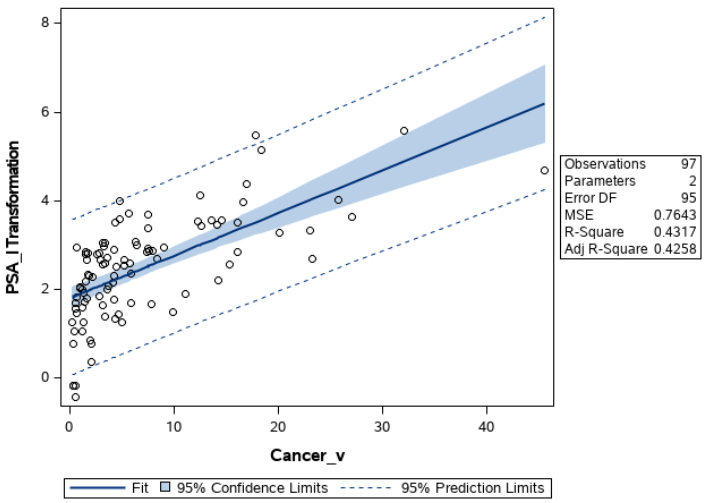 8
6
4
2
0
PSA_l Transformation
0 10 20 30 40
Cancer_v
Observations 97
Parameters 2
Error DF 95
MSE 0.7643
R-Square 0.4317
Adj R-Square 0.4258
Fit 95% Confidence Limits 95% Prediction Limits